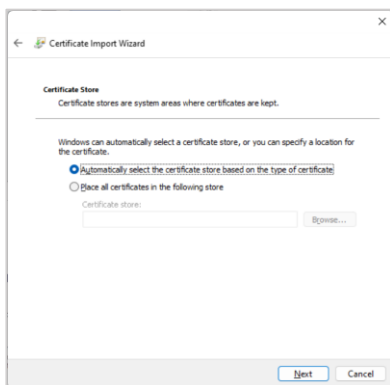 Certificate Import Wizard
Certificate Store
Certificate stores are system areas where certificates are kept.
Windows can automatically select a certificate store, or you can specify a location for
the certificate.
Automatically select the certificate store based on the type of certificate
Place all certificates in the following store
Certificate store:
Browse...
Next Cancel